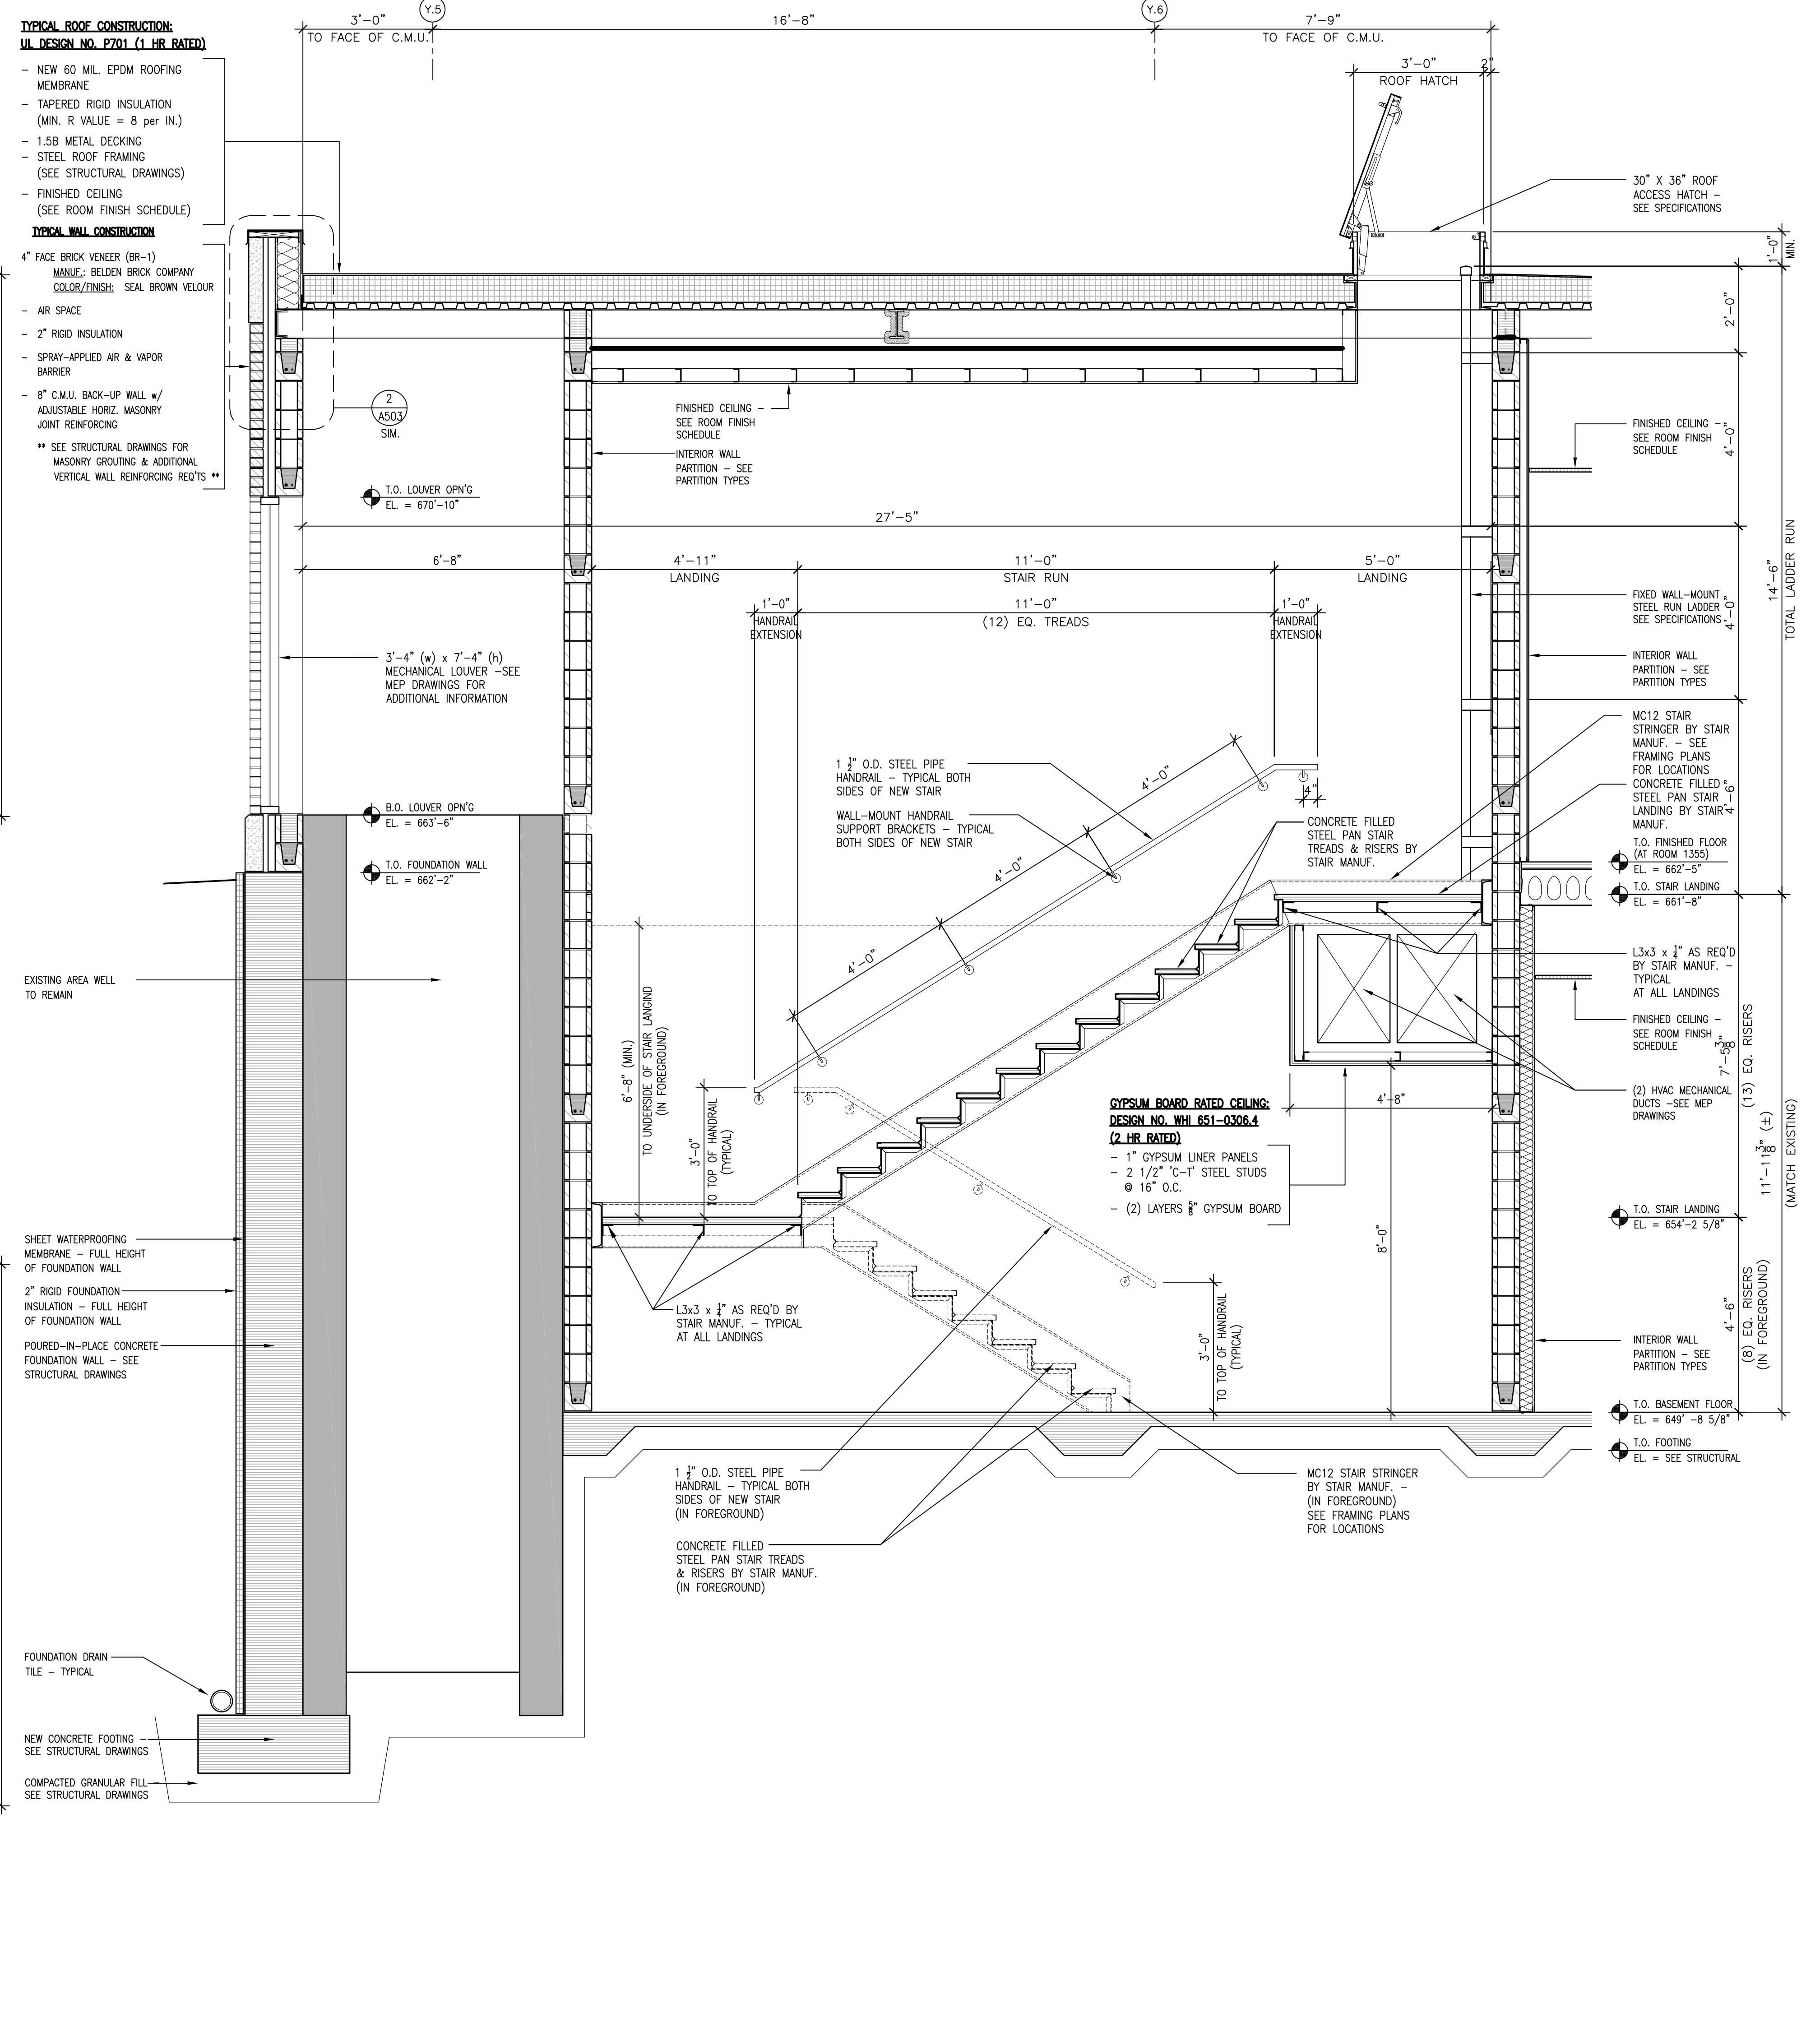 Y.5
Y.6
3'-0"
TO FACE OF C.M.U.
16'-8"
7'-9"
TO FACE OF C.M.U.
3'-0"
ROOF HATCH
2"
TYPICAL ROOF CONSTRUCTION:
UL DESIGN NO. P701 (1 HR RATED)
– NEW 60 MIL. EPDM ROOFING
MEMBRANE
– TAPERED RIGID INSULATION
(MIN. R VALUE = 8 per IN.)
– 1.5B METAL DECKING
– STEEL ROOF FRAMING
(SEE STRUCTURAL DRAWINGS)
– FINISHED CEILING
(SEE ROOM FINISH SCHEDULE)
TYPICAL WALL CONSTRUCTION
4" FACE BRICK VENEER (BR-1)
MANUF.: BELDEN BRICK COMPANY
COLOR/FINISH: SEAL BROWN VELOUR
– AIR SPACE
– 2" RIGID INSULATION
– SPRAY-APPLIED AIR & VAPOR
BARRIER
– 8" C.M.U. BACK-UP WALL w/
ADJUSTABLE HORIZ. MASONRY
JOINT REINFORCING
** SEE STRUCTURAL DRAWINGS FOR
MASONRY GROUTING & ADDITIONAL
VERTICAL WALL REINFORCING REQ'TS **
2
A503
SIM.
30" X 36" ROOF
ACCESS HATCH –
SEE SPECIFICATIONS
1'-0"
MIN.
2'-0"
4'-0"
4'-0"
4'-6"
14'-6"
TOTAL LADDER RUN
FINISHED CEILING –
SEE ROOM FINISH
SCHEDULE
INTERIOR WALL
PARTITION – SEE
PARTITION TYPES
FINISHED CEILING –
SEE ROOM FINISH
SCHEDULE
T.O. LOUVER OPN'G
EL. = 670'-10"
27'-5"
6'-8"
4'-11"
LANDING
11'-0"
STAIR RUN
5'-0"
LANDING
1'-0"
HANDRAIL
EXTENSION
11'-0"
(12) EQ. TREADS
1'-0"
HANDRAIL
EXTENSION
FIXED WALL-MOUNT
STEEL RUN LADDER
SEE SPECIFICATIONS
3'-4" (w) x 7'-4" (h)
MECHANICAL LOUVER –SEE
MEP DRAWINGS FOR
ADDITIONAL INFORMATION
INTERIOR WALL
PARTITION – SEE
PARTITION TYPES
MC12 STAIR
STRINGER BY STAIR
MANUF. – SEE
FRAMING PLANS
FOR LOCATIONS
CONCRETE FILLED
STEEL PAN STAIR
LANDING BY STAIR
MANUF.
1 1/2" O.D. STEEL PIPE
HANDRAIL – TYPICAL BOTH
SIDES OF NEW STAIR
WALL-MOUNT HANDRAIL
SUPPORT BRACKETS – TYPICAL
BOTH SIDES OF NEW STAIR
4'-0"
4'-0"
4'-0"
4"
CONCRETE FILLED
STEEL PAN STAIR
TREADS & RISERS BY
STAIR MANUF.
B.O. LOUVER OPN'G
EL. = 663'-6"
T.O. FOUNDATION WALL
EL. = 662'-2"
T.O. FINISHED FLOOR
(AT ROOM 1355)
EL. = 662'-5"
T.O. STAIR LANDING
EL. = 661'-8"
EXISTING AREA WELL
TO REMAIN
6'-8" (MIN.)
TO UNDERSIDE OF STAIR LANGIND
(IN FOREGROUND)
3'-0"
TO TOP OF HANDRAIL
(TYPICAL)
L3x3 x 1/4" AS REQ'D
BY STAIR MANUF. –
TYPICAL
AT ALL LANDINGS
FINISHED CEILING –
SEE ROOM FINISH
SCHEDULE
7'-5 3/8"
(13) EQ. RISERS
(2) HVAC MECHANICAL
DUCTS –SEE MEP
DRAWINGS
GYPSUM BOARD RATED CEILING:
DESIGN NO. WHI 651-0306.4
(2 HR RATED)
– 1" GYPSUM LINER PANELS
– 2 1/2" 'C-T' STEEL STUDS
@ 16" O.C.
– (2) LAYERS 5/8" GYPSUM BOARD
4'-8"
8'-0"
11'-11 3/8" (±)
(MATCH EXISTING)
T.O. STAIR LANDING
EL. = 654'-2 5/8"
SHEET WATERPROOFING
MEMBRANE – FULL HEIGHT
OF FOUNDATION WALL
2" RIGID FOUNDATION
INSULATION – FULL HEIGHT
OF FOUNDATION WALL
POURED-IN-PLACE CONCRETE
FOUNDATION WALL – SEE
STRUCTURAL DRAWINGS
L3x3 x 1/4" AS REQ'D BY
STAIR MANUF. – TYPICAL
AT ALL LANDINGS
3'-0"
TO TOP OF HANDRAIL
(TYPICAL)
4'-6"
(8) EQ. RISERS
(IN FOREGROUND)
INTERIOR WALL
PARTITION – SEE
PARTITION TYPES
T.O. BASEMENT FLOOR
EL. = 649' -8 5/8"
T.O. FOOTING
EL. = SEE STRUCTURAL
1 1/2" O.D. STEEL PIPE
HANDRAIL – TYPICAL BOTH
SIDES OF NEW STAIR
(IN FOREGROUND)
MC12 STAIR STRINGER
BY STAIR MANUF. –
(IN FOREGROUND)
SEE FRAMING PLANS
FOR LOCATIONS
CONCRETE FILLED
STEEL PAN STAIR TREADS
& RISERS BY STAIR MANUF.
(IN FOREGROUND)
FOUNDATION DRAIN
TILE – TYPICAL
NEW CONCRETE FOOTING –
SEE STRUCTURAL DRAWINGS
COMPACTED GRANULAR FILL–
SEE STRUCTURAL DRAWINGS